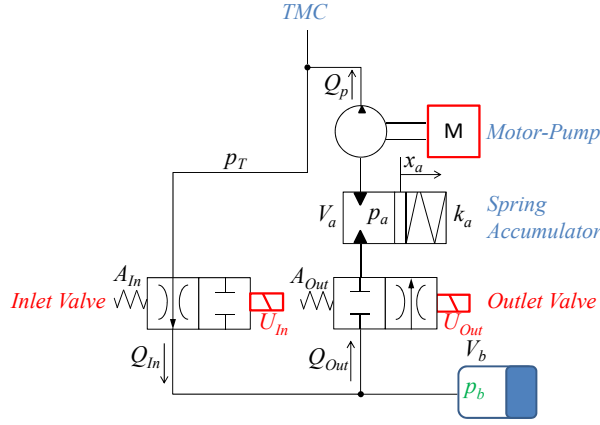 TMC
Q_p
M
Motor-Pump
p_T
x_a
V_a
p_a
k_a
Spring
Accumulator
A_In
A_Out
Inlet Valve
U_In
U_Out
Outlet Valve
Q_In
Q_Out
V_b
p_b